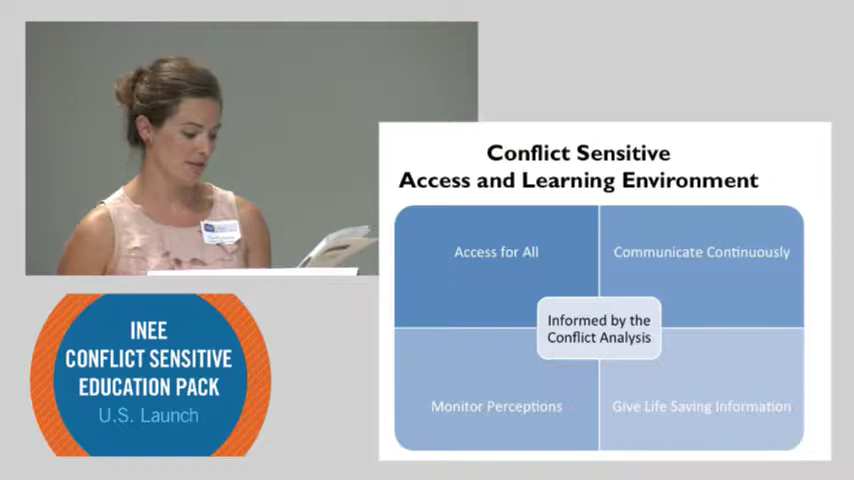 Conflict Sensitive
Access and Learning Environment
Access for All
Communicate Continuously
Informed by the
Conflict Analysis
Monitor Perceptions
Give Life Saving Information
INEE
CONFLICT SENSITIVE
EDUCATION PACK
U.S. Launch